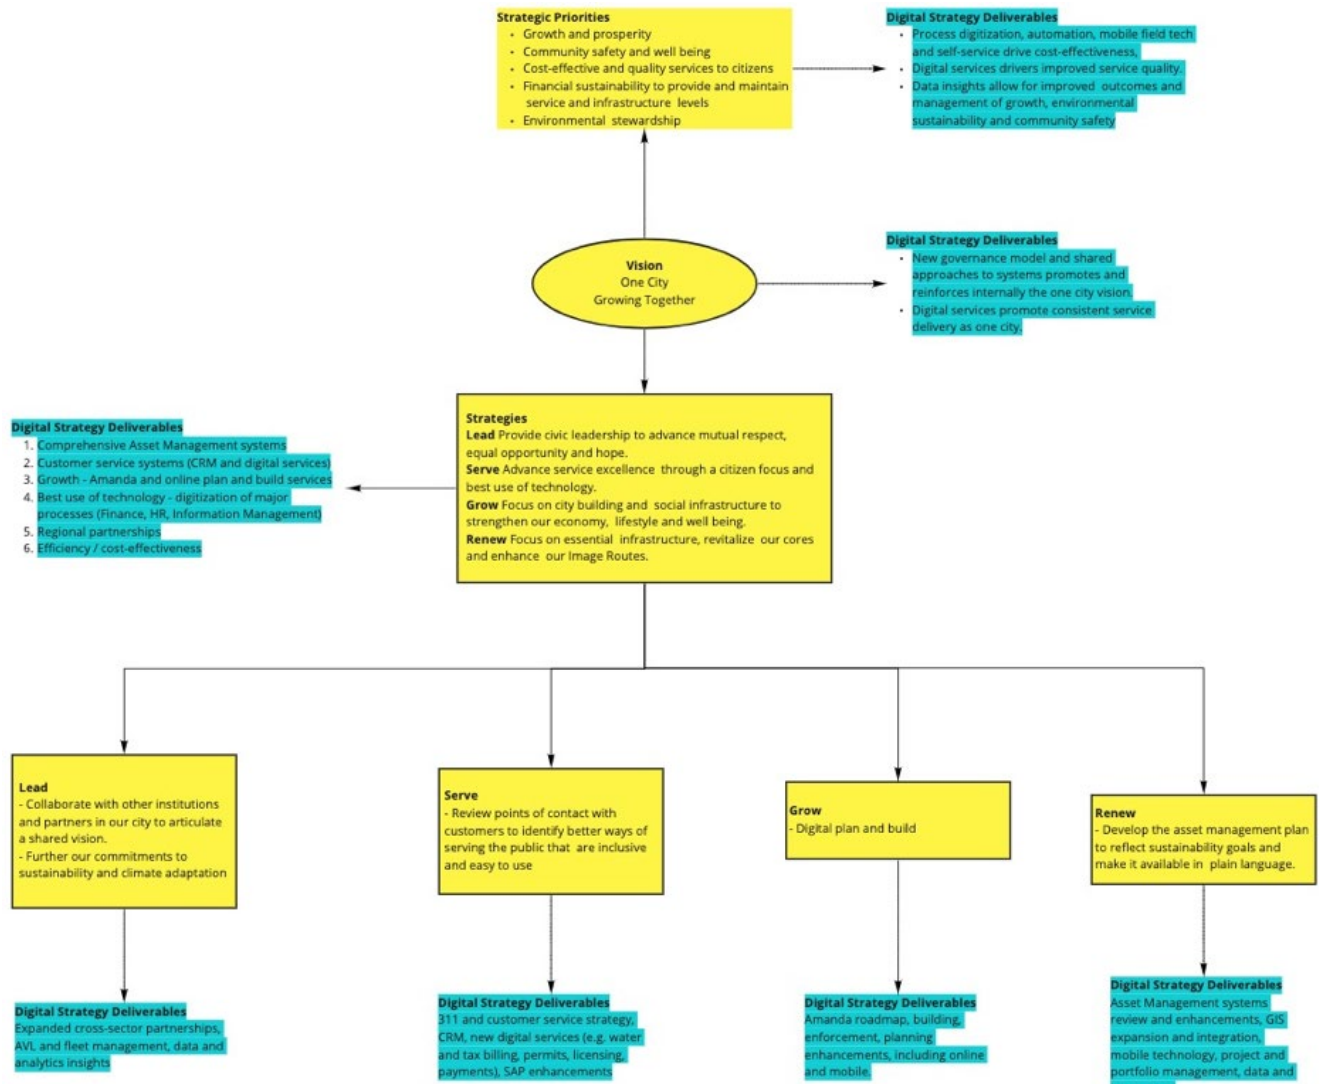 Strategic Priorities
• Growth and prosperity
• Community safety and well being
• Cost-effective and quality services to citizens
• Financial sustainability to provide and maintain
service and infrastructure levels
• Environmental stewardship
Digital Strategy Deliverables
• Process digitization, automation, mobile field tech
and self-service drive cost-effectiveness,
• Digital services drivers improved service quality.
• Data insights allow for improved outcomes and
management of growth, environmental
sustainability and community safety
Vision
One City
Growing Together
Digital Strategy Deliverables
• New governance model and shared
approaches to systems promotes and
reinforces internally the one city vision.
• Digital services promote consistent service
delivery as one city.
Digital Strategy Deliverables
1. Comprehensive Asset Management systems
2. Customer service systems (CRM and digital services)
3. Growth - Amanda and online plan and build services
4. Best use of technology - digitization of major
processes (Finance, HR, Information Management)
5. Regional partnerships
6. Efficiency / cost-effectiveness
Strategies
Lead Provide civic leadership to advance mutual respect,
equal opportunity and hope.
Serve Advance service excellence through a citizen focus and
best use of technology.
Grow Focus on city building and social infrastructure to
strengthen our economy, lifestyle and well being.
Renew Focus on essential infrastructure, revitalize our cores
and enhance our Image Routes.
Lead
- Collaborate with other institutions
and partners in our city to articulate
a shared vision.
- Further our commitments to
sustainability and climate adaptation
Serve
- Review points of contact with
customers to identify better ways of
serving the public that are inclusive
and easy to use
Grow
- Digital plan and build
Renew
- Develop the asset management plan
to reflect sustainability goals and
make it available in plain language.
Digital Strategy Deliverables
Expanded cross-sector partnerships,
AVL and fleet management, data and
analytics insights
Digital Strategy Deliverables
311 and customer service strategy,
CRM, new digital services (e.g. water
and tax billing, permits, licensing,
payments), SAP enhancements
Digital Strategy Deliverables
Amanda roadmap, building,
enforcement, planning
enhancements, including online
and mobile.
Digital Strategy Deliverables
Asset Management systems
review and enhancements, GIS
expansion and integration,
mobile technology, project and
portfolio management, data and